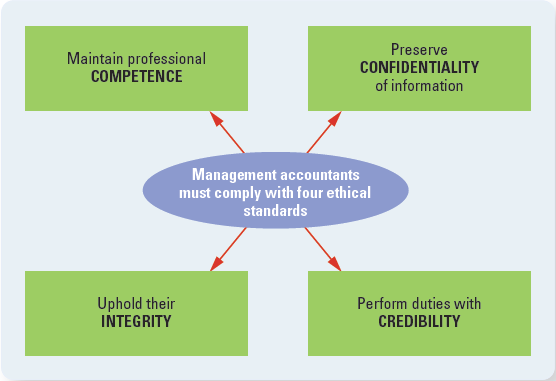 Maintain professional
COMPETENCE
Preserve
CONFIDENTIALITY
of information
Management accountants
must comply with four ethical
standards
Uphold their
INTEGRITY
Perform duties with
CREDIBILITY